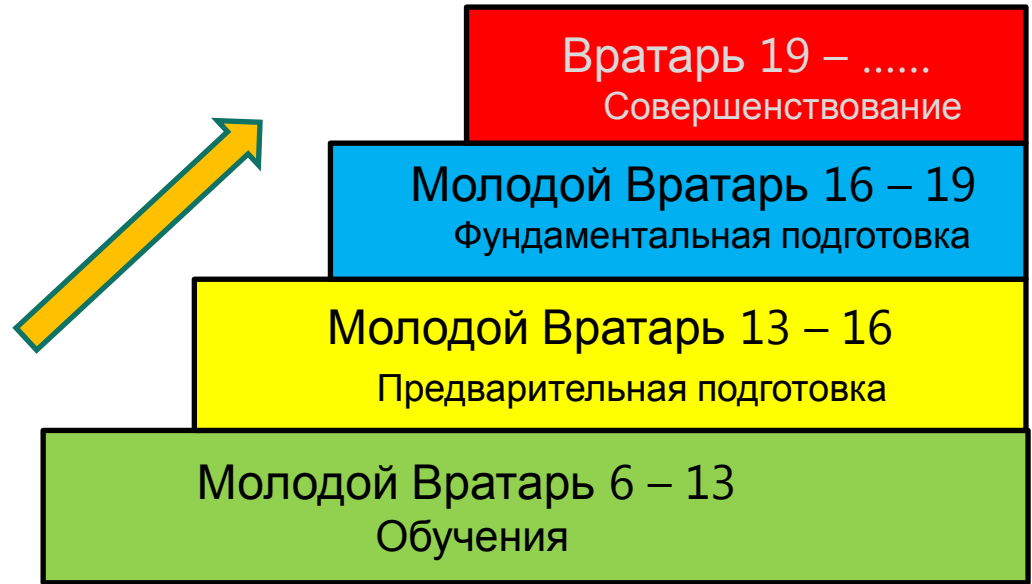 Вратарь 19 – ......
Совершенствование
Молодой Вратарь 16 – 19
Фундаментальная подготовка
Молодой Вратарь 13 – 16
Предварительная подготовка
Молодой Вратарь 6 – 13
Обучения